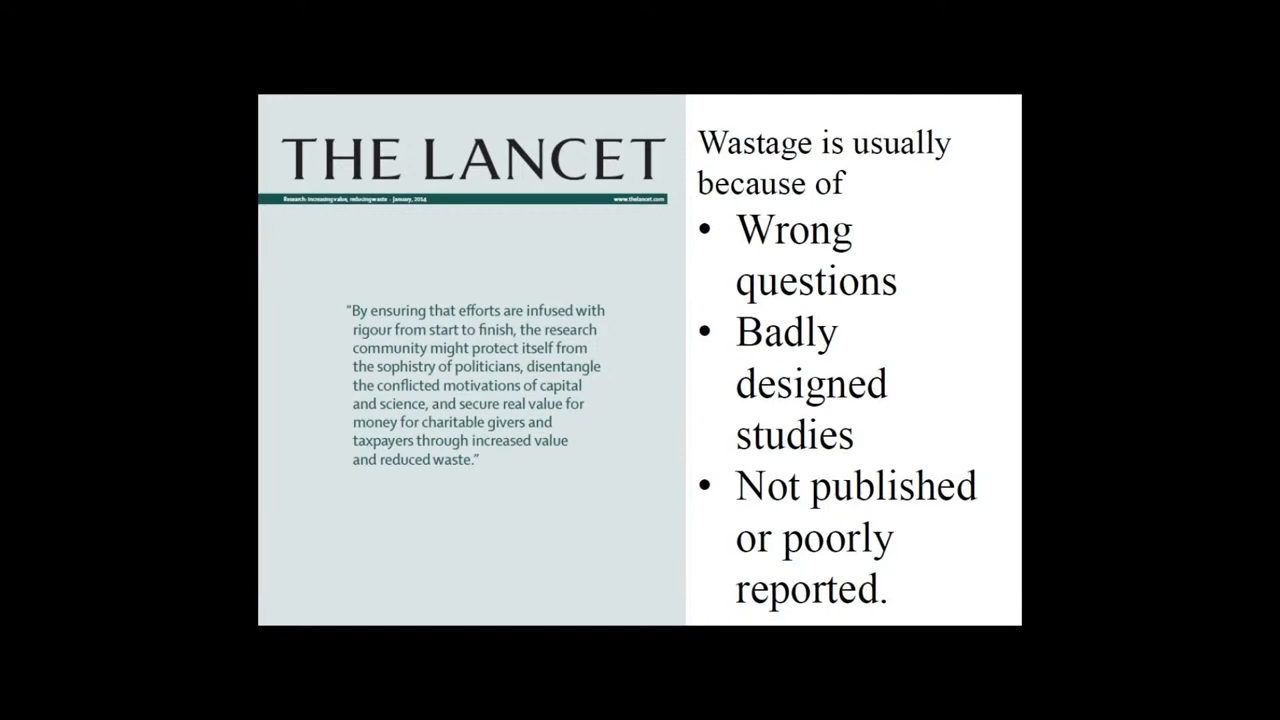 THE LANCET
Research: increasing value, reducing waste - January, 2014
www.thelancet.com
“By ensuring that efforts are infused with
rigour from start to finish, the research
community might protect itself from
the sophistry of politicians, disentangle
the conflicted motivations of capital
and science, and secure real value for
money for charitable givers and
taxpayers through increased value
and reduced waste.”
Wastage is usually
because of
• Wrong
questions
• Badly
designed
studies
• Not published
or poorly
reported.